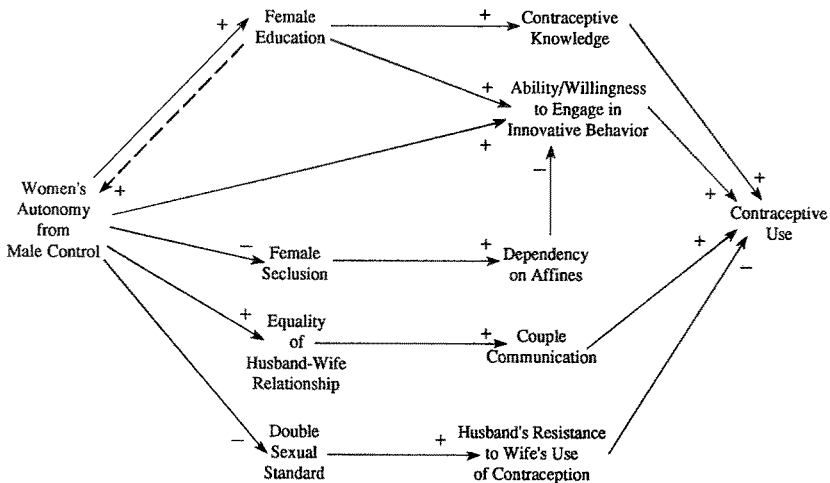 Female
Education
Contraceptive
Knowledge
Ability/Willingness
to Engage in
Innovative Behavior
Women's
Autonomy
from
Male Control
Contraceptive
Use
Female
Seclusion
Dependency
on Affines
Equality
of
Husband-Wife
Relationship
Couple
Communication
Double
Sexual
Standard
Husband's Resistance
to Wife's Use
of Contraception
+
+
+
+
+
+
+
−
+
−
+
+
+
+
−
−
+